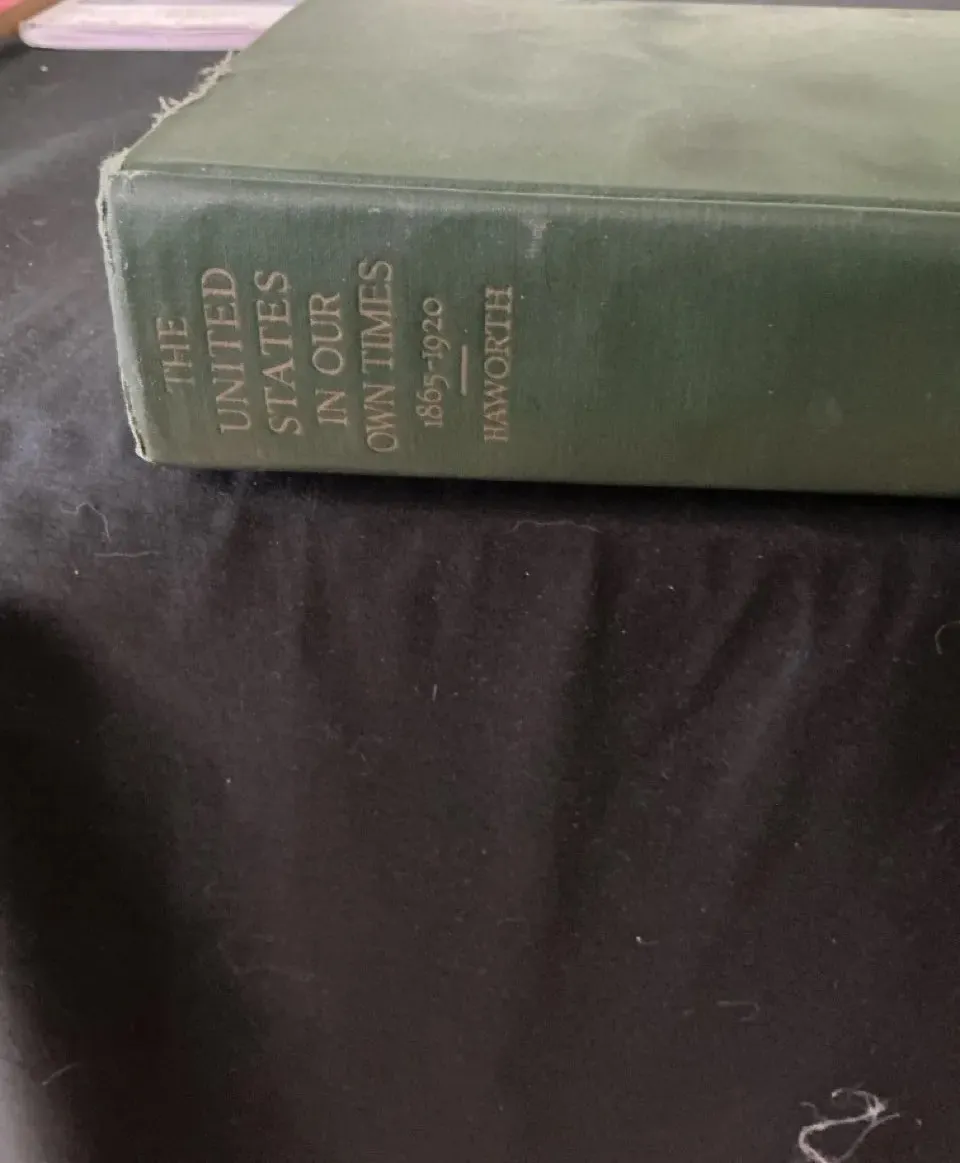 THE
UNITED
STATES
IN OUR
OWN TIMES
1865-1920
HAWORTH